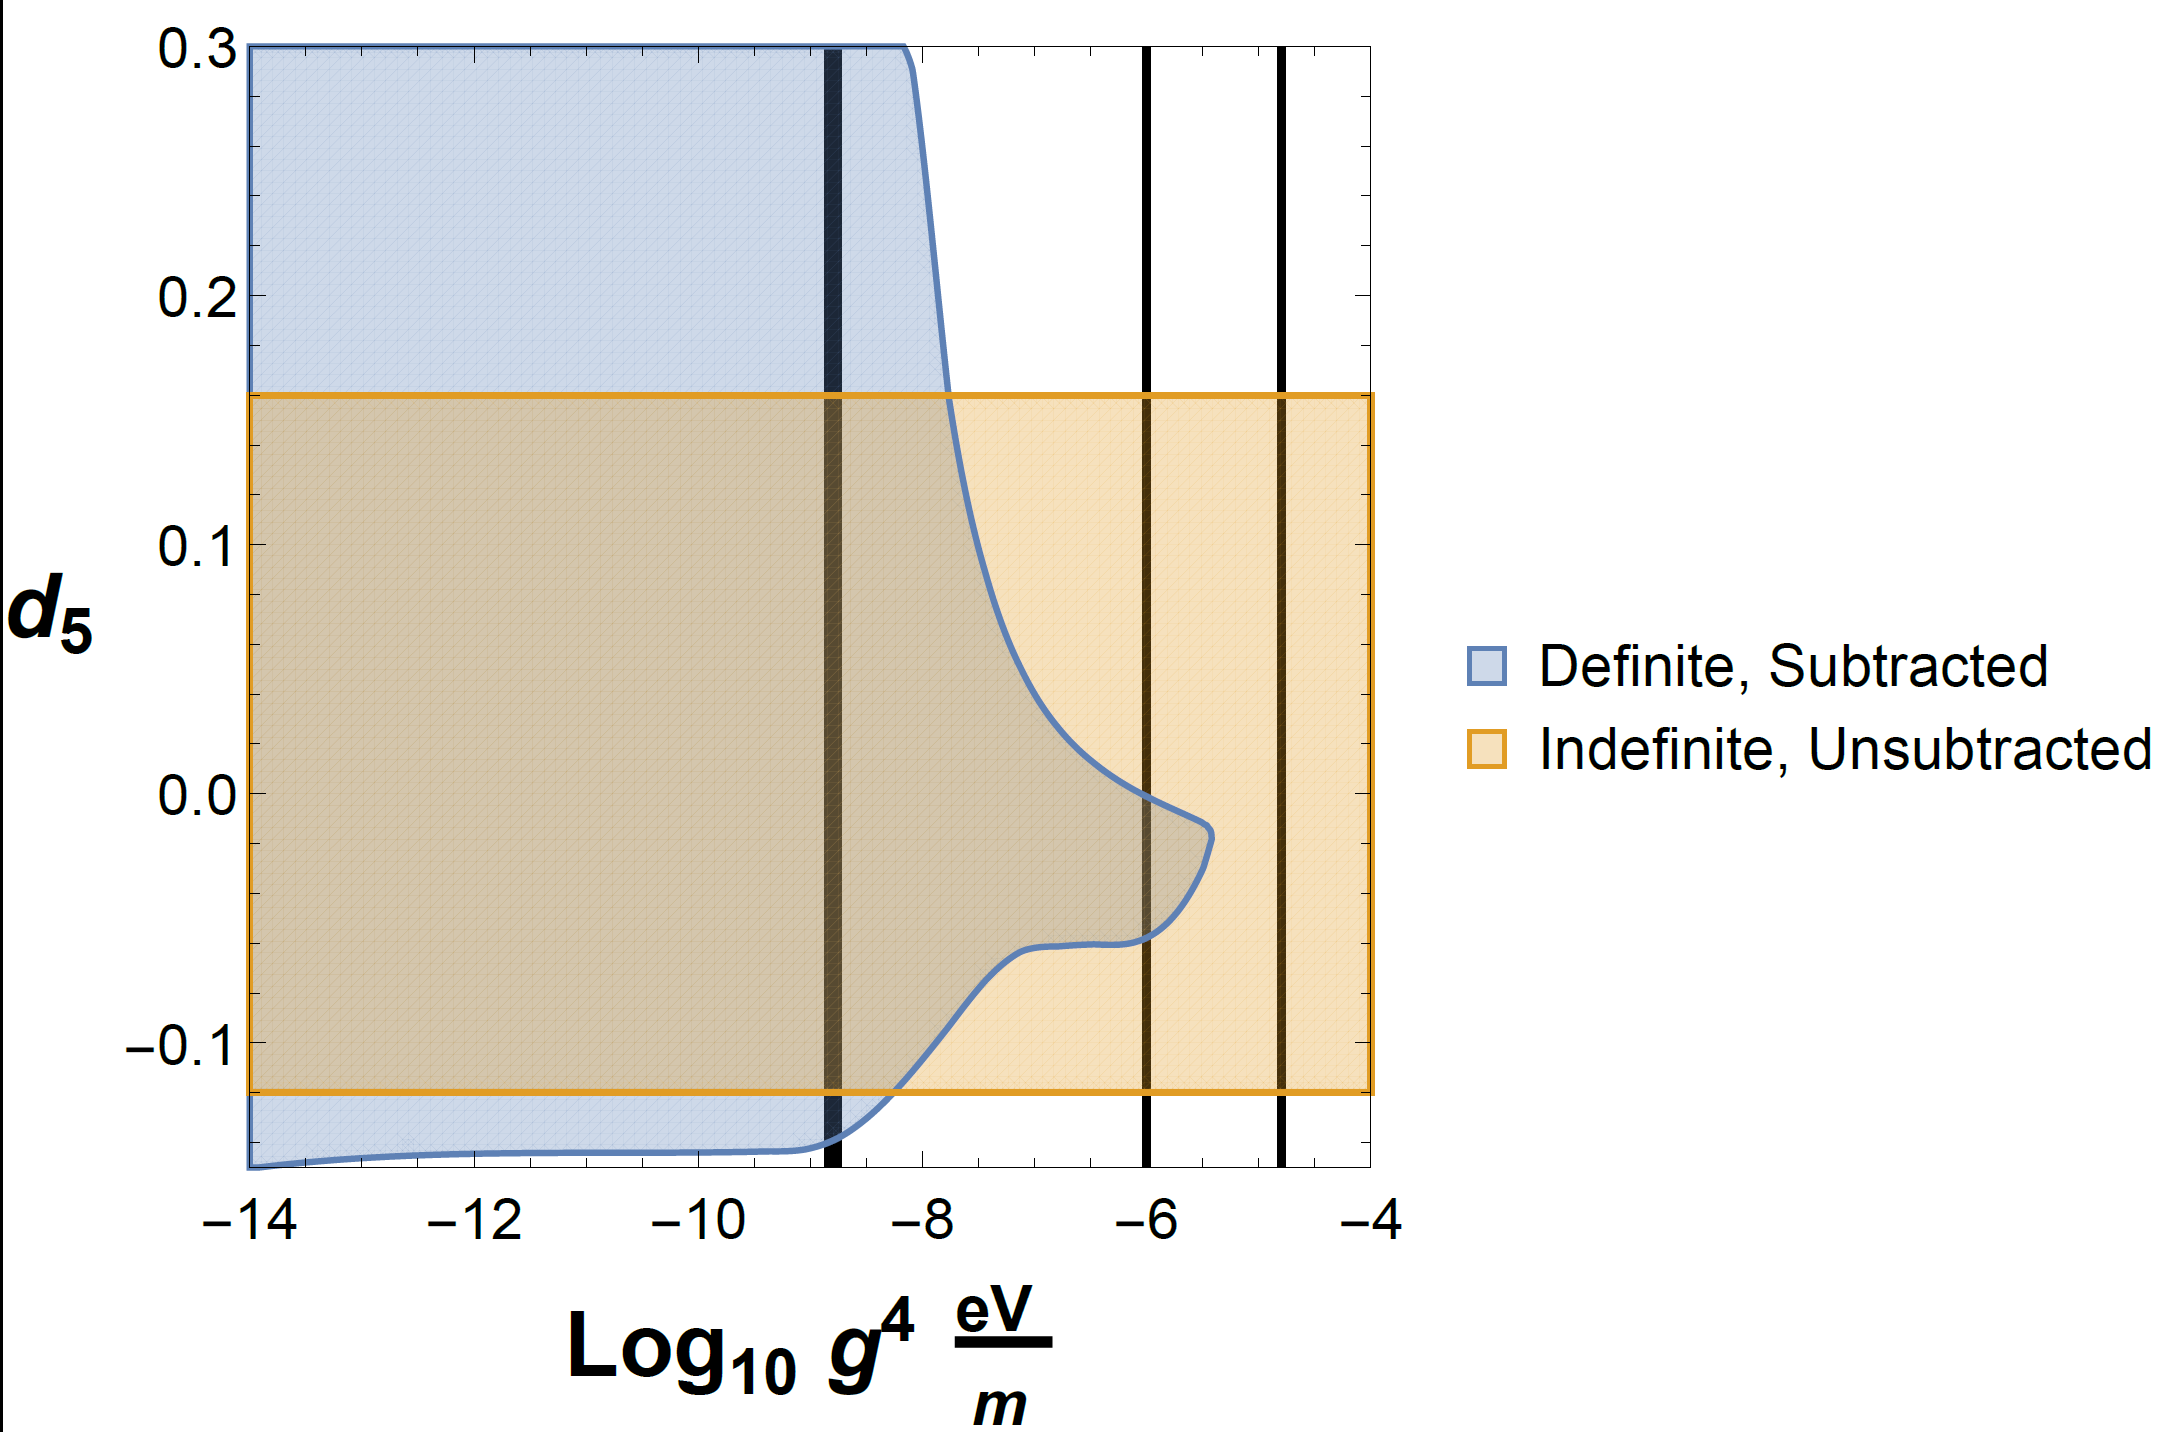 0.3
0.2
0.1
0.0
−0.1
d5
−14 −12 −10 −8 −6 −4
Log10 g4 eV/m
Definite, Subtracted
Indefinite, Unsubtracted